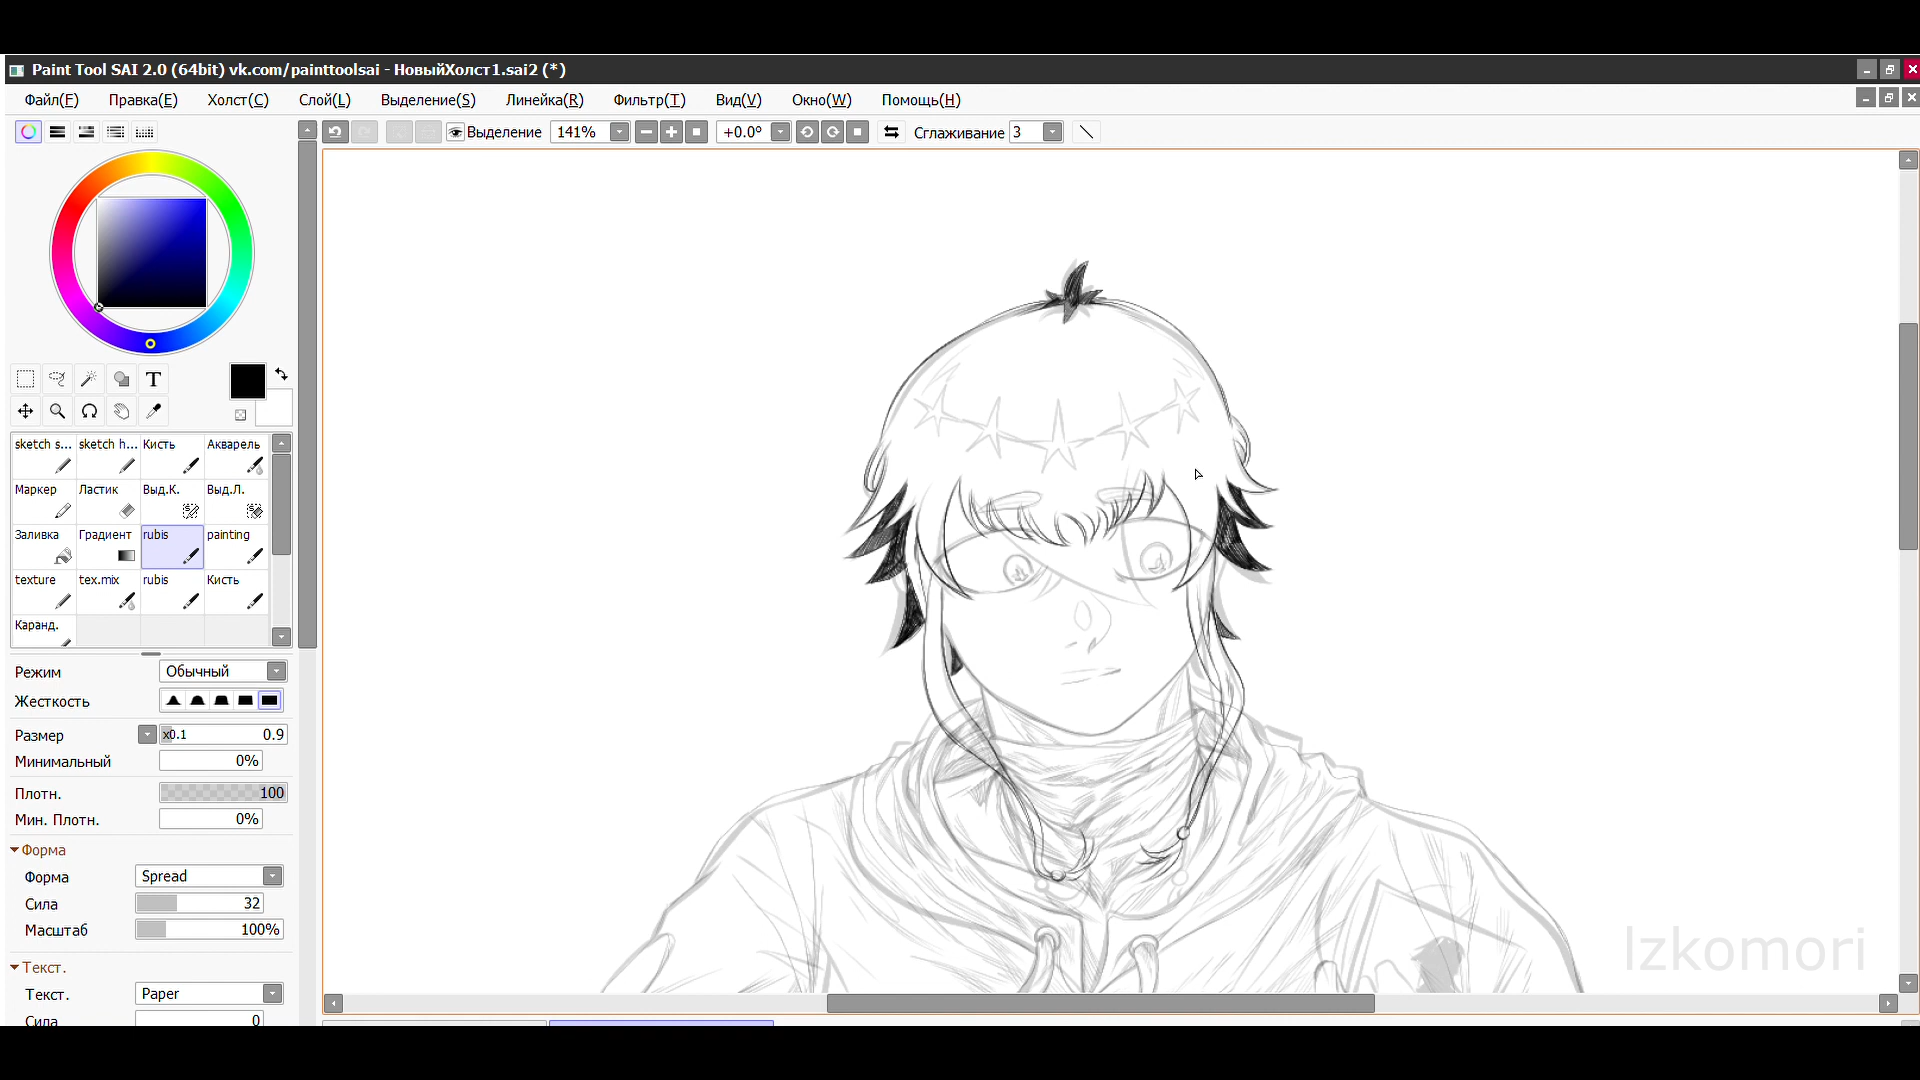 Paint Tool SAI 2.0 (64bit) vk.com/painttoolsai - НовыйХолст1.sai2 (*)
Файл(F) Правка(E) Холст(C) Слой(L) Выделение(S) Линейка(R) Фильтр(T) Вид(V) Окно(W) Помощь(H)
Выделение 141% +0.0º Сглаживание 3
T
sketch s... sketch h... Кисть Акварель
Маркер Ластик Выд.К. Выд.Л.
Заливка Градиент rubis painting
texture tex.mix rubis Кисть
Каранд.
Режим Обычный
Жесткость
Размер x0.1 0.9
Минимальный 0%
Плотн. 100
Мин. Плотн. 0%
Форма
Форма Spread
Сила 32
Масштаб 100%
Текст.
Текст. Paper
Сила 0
Izkomori